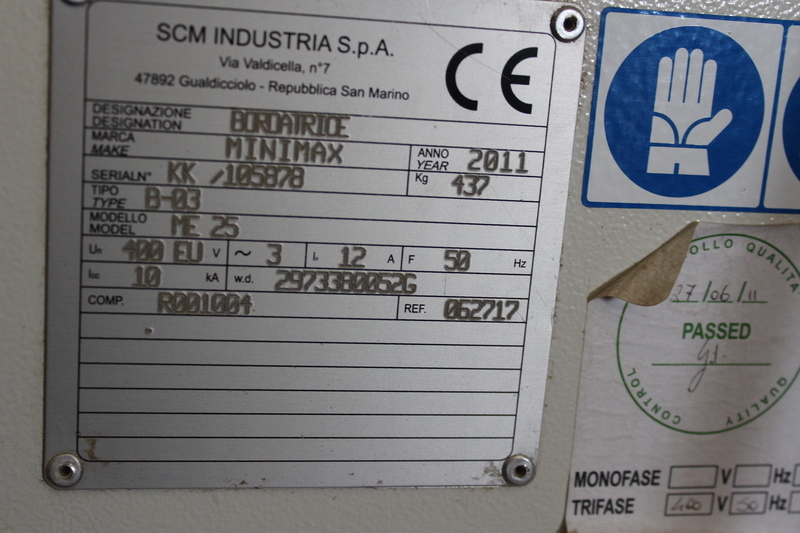 SCM INDUSTRIA S.p.A.
Via Valdicella, n°7
47892 Gualdicciolo - Repubblica San Marino
CE
DESIGNAZIONE
DESIGNATION BORDATRICE
MARCA
MAKE MINIMAX
ANNO
YEAR 2011
SERIALN° KK /105878
Kg 437
TIPO
TYPE B-03
MODELLO
MODEL ME 25
Un 400 EU V ~ 3 In 12 A F 50 Hz
Icc 10 kA w.d. 29733B0052G
COMP. R001004 REF. 062717
OLLO QUALITA
27/06/11
PASSED
QUALITY CONTROL
MONOFASE V Hz
TRIFASE 400 V 50 Hz